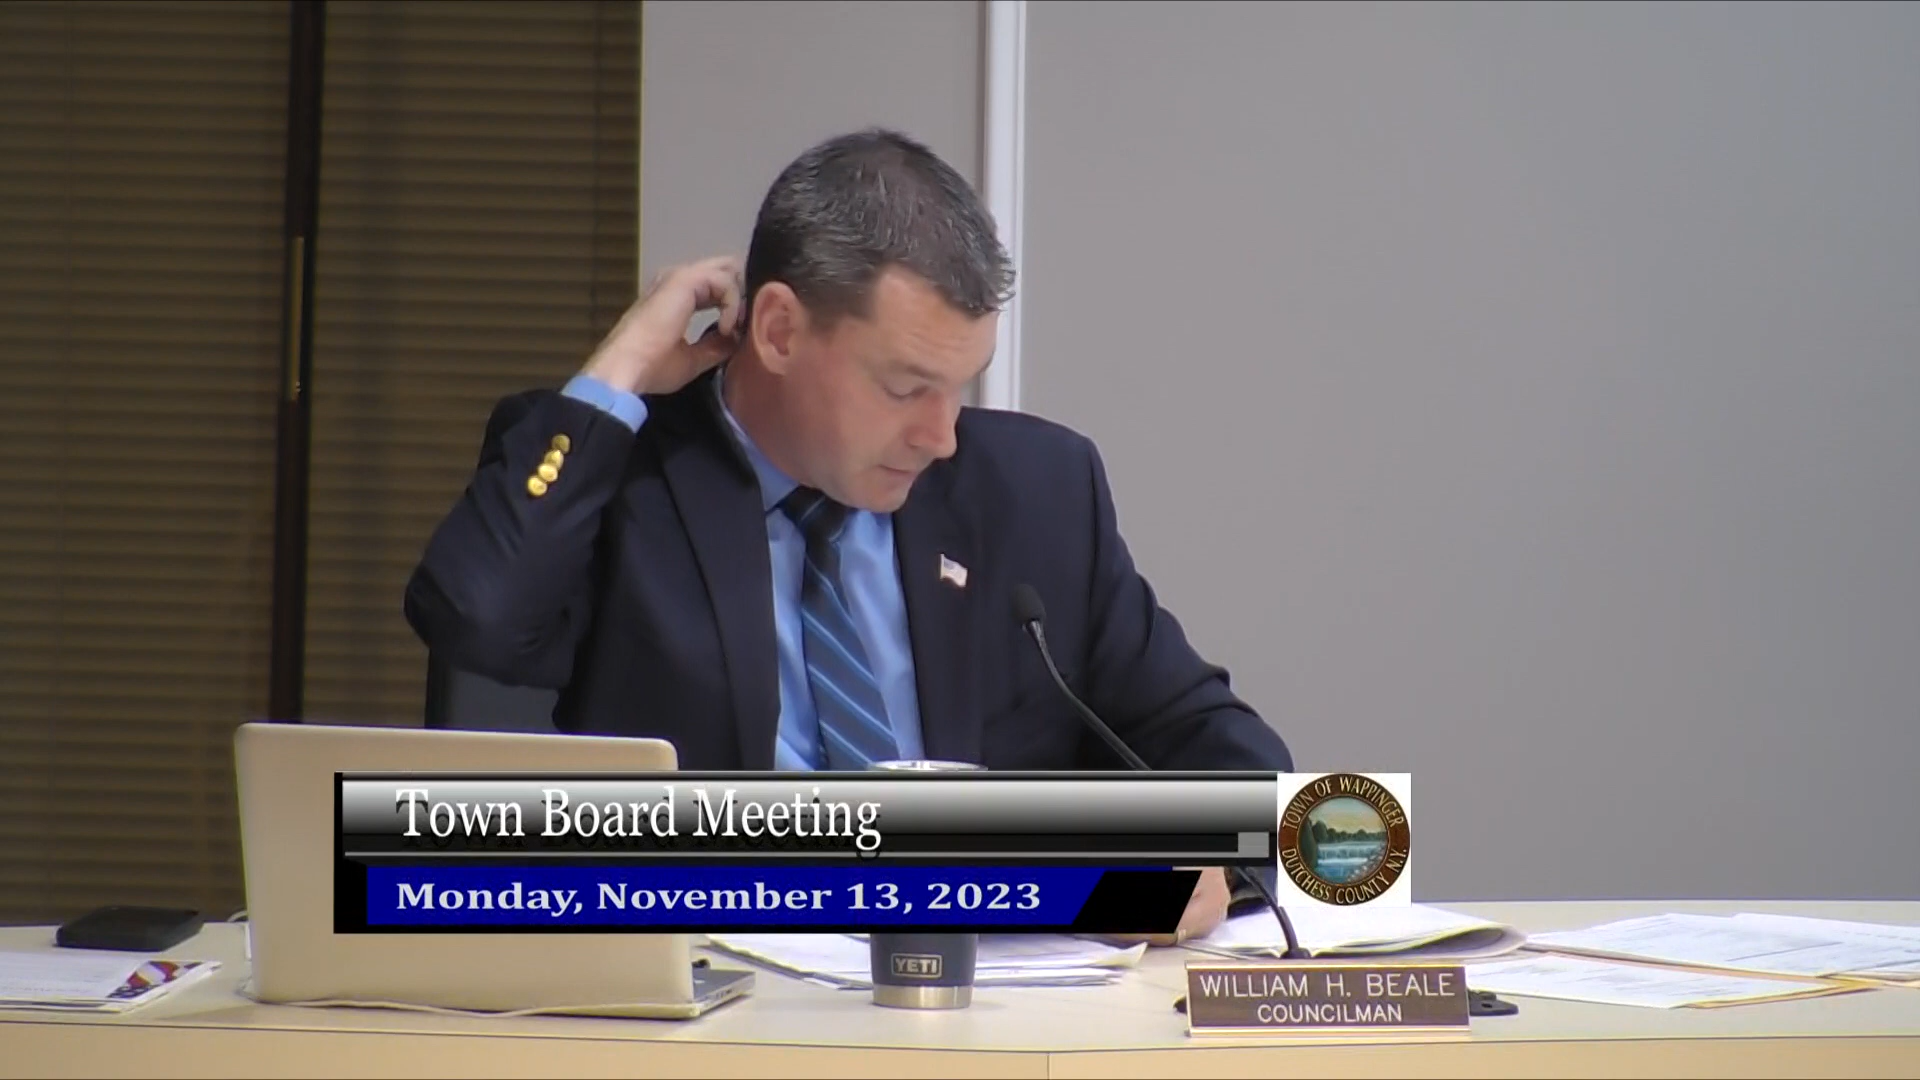 Town Board Meeting
Monday, November 13, 2023
TOWN OF WAPPINGER
DUTCHESS COUNTY N.Y.
YETI
WILLIAM H. BEALE
COUNCILMAN